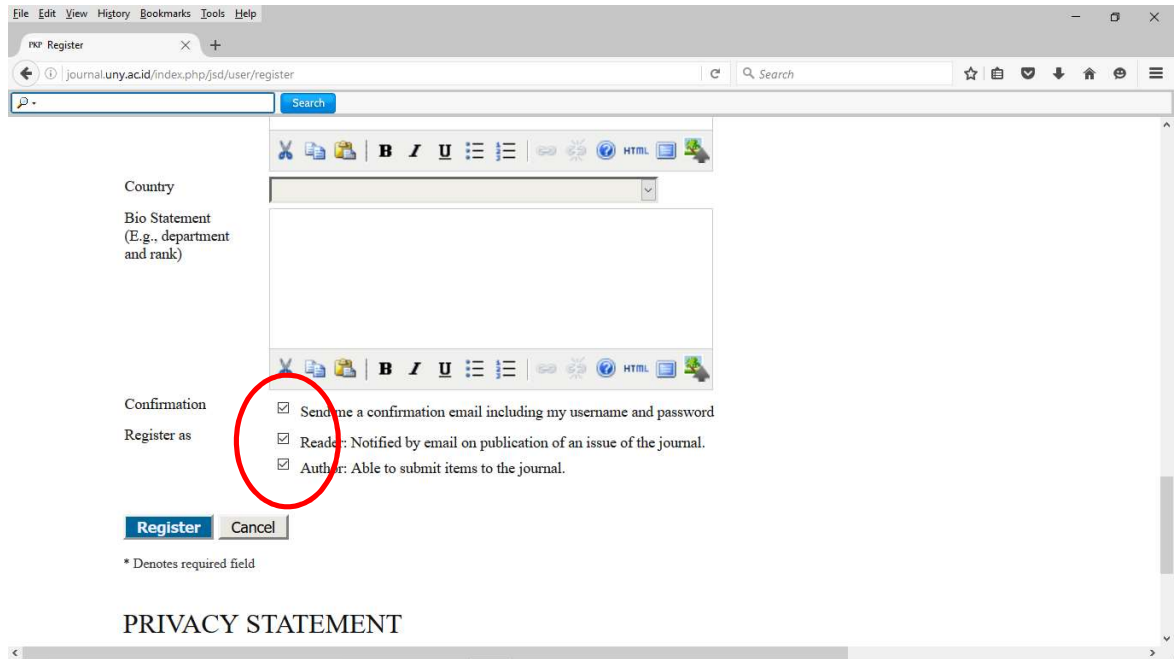 File Edit View History Bookmarks Tools Help
PKP Register
journal.uny.ac.id/index.php/jsd/user/register
Search
Search
B I U HTML
Country
Bio Statement
(E.g., department
and rank)
B I U HTML
Confirmation
Send me a confirmation email including my username and password
Register as
Reader: Notified by email on publication of an issue of the journal.
Author: Able to submit items to the journal.
Register Cancel
* Denotes required field
PRIVACY STATEMENT